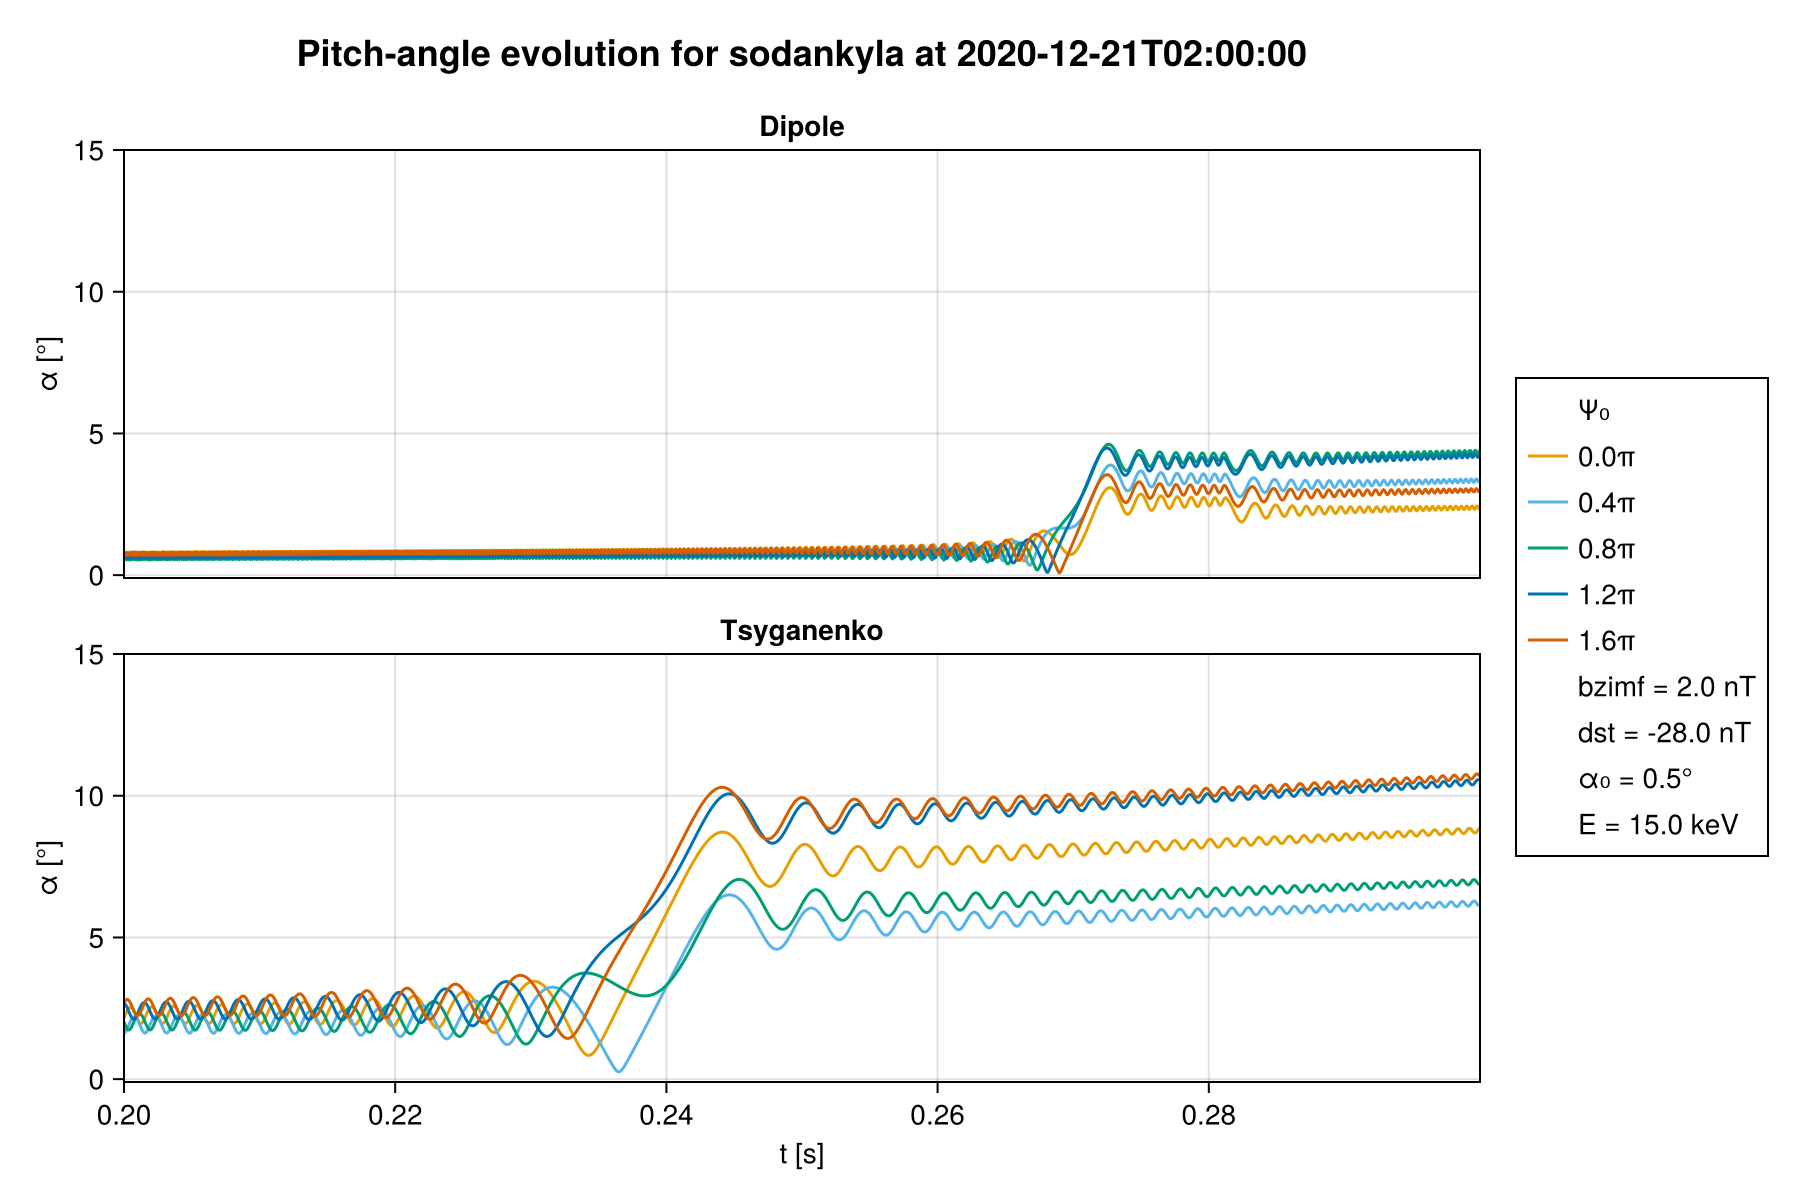 Pitch-angle evolution for sodankyla at 2020-12-21T02:00:00
Dipole
15
10
5
0
α [°]
Tsyganenko
15
10
5
0
α [°]
0.20 0.22 0.24 0.26 0.28
t [s]
Ψ₀
0.0π
0.4π
0.8π
1.2π
1.6π
bzimf = 2.0 nT
dst = -28.0 nT
α₀ = 0.5°
E = 15.0 keV